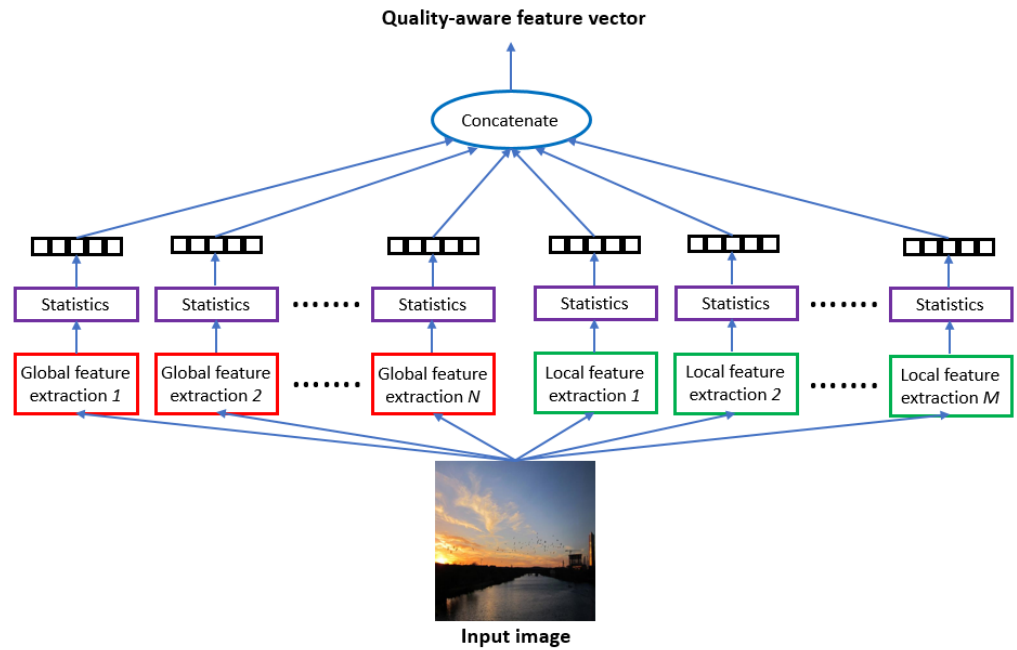 Quality-aware feature vector
Concatenate
Statistics
Statistics
.......
Statistics
Statistics
Statistics
.......
Statistics
Global feature
extraction 1
Global feature
extraction 2
.......
Global feature
extraction N
Local feature
extraction 1
Local feature
extraction 2
.......
Local feature
extraction M
Input image